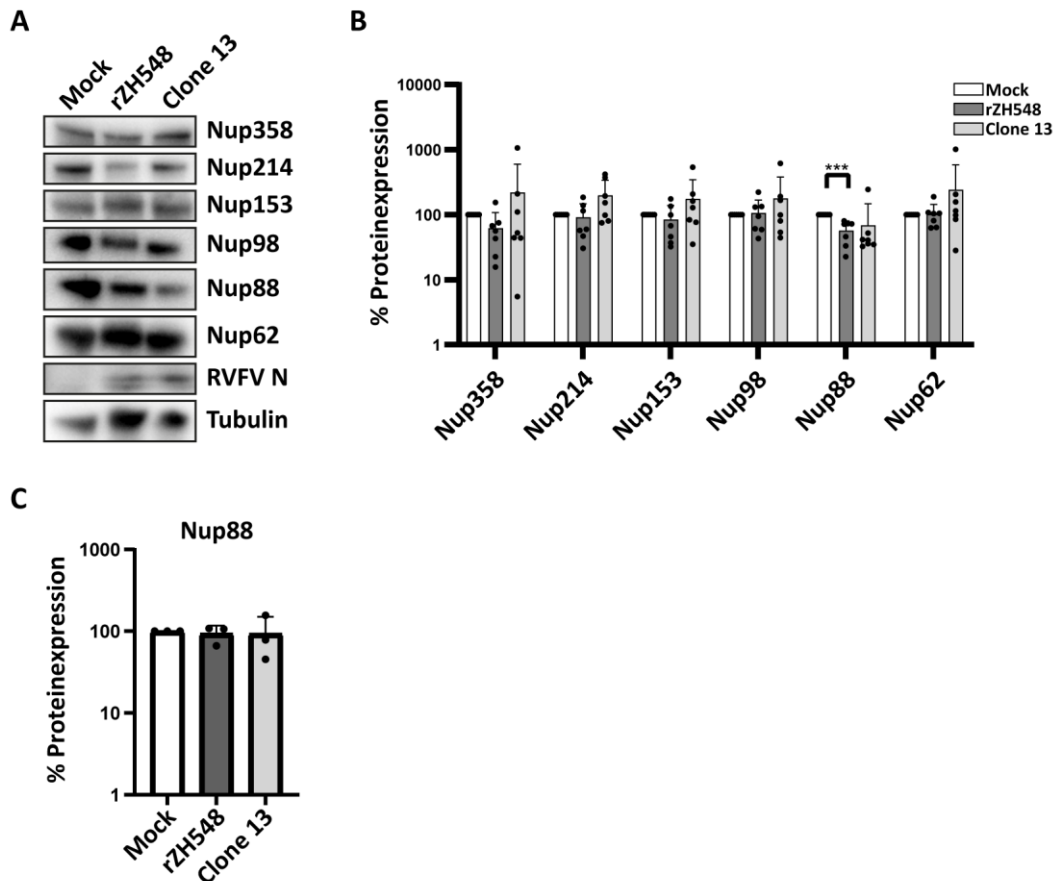 A
Mock rZH548 Clone 13
Nup358
Nup214
Nup153
Nup98
Nup88
Nup62
RVFV N
Tubulin
B
% Proteinexpression
10000
1000
100
10
1
***
Mock
rZH548
Clone 13
Nup358 Nup214 Nup153 Nup98 Nup88 Nup62
C
Nup88
% Proteinexpression
1000
100
10
1
Mock rZH548 Clone 13